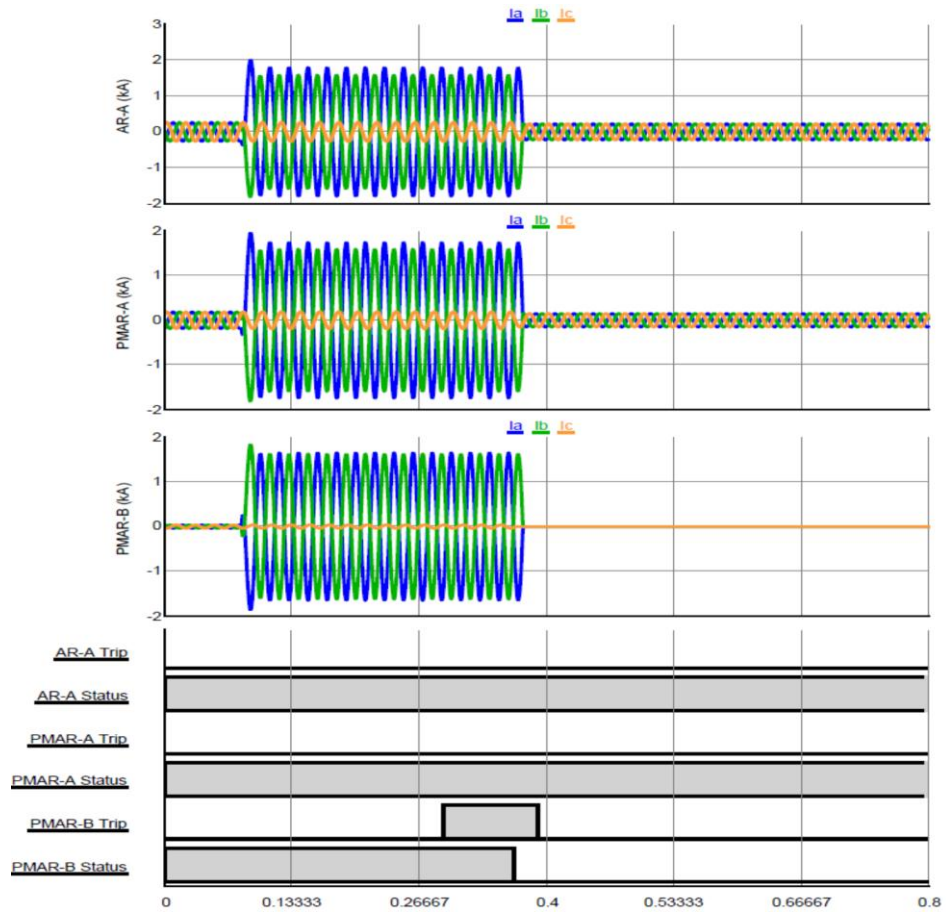 Ia Ib Ic
3
2
1
0
-1
-2
AR-A (kA)
Ia Ib Ic
2
1
0
-1
-2
PMAR-A (kA)
Ia Ib Ic
2
1
0
-1
-2
PMAR-B (kA)
AR-A Trip
AR-A Status
PMAR-A Trip
PMAR-A Status
PMAR-B Trip
PMAR-B Status
0 0.13333 0.26667 0.4 0.53333 0.66667 0.8